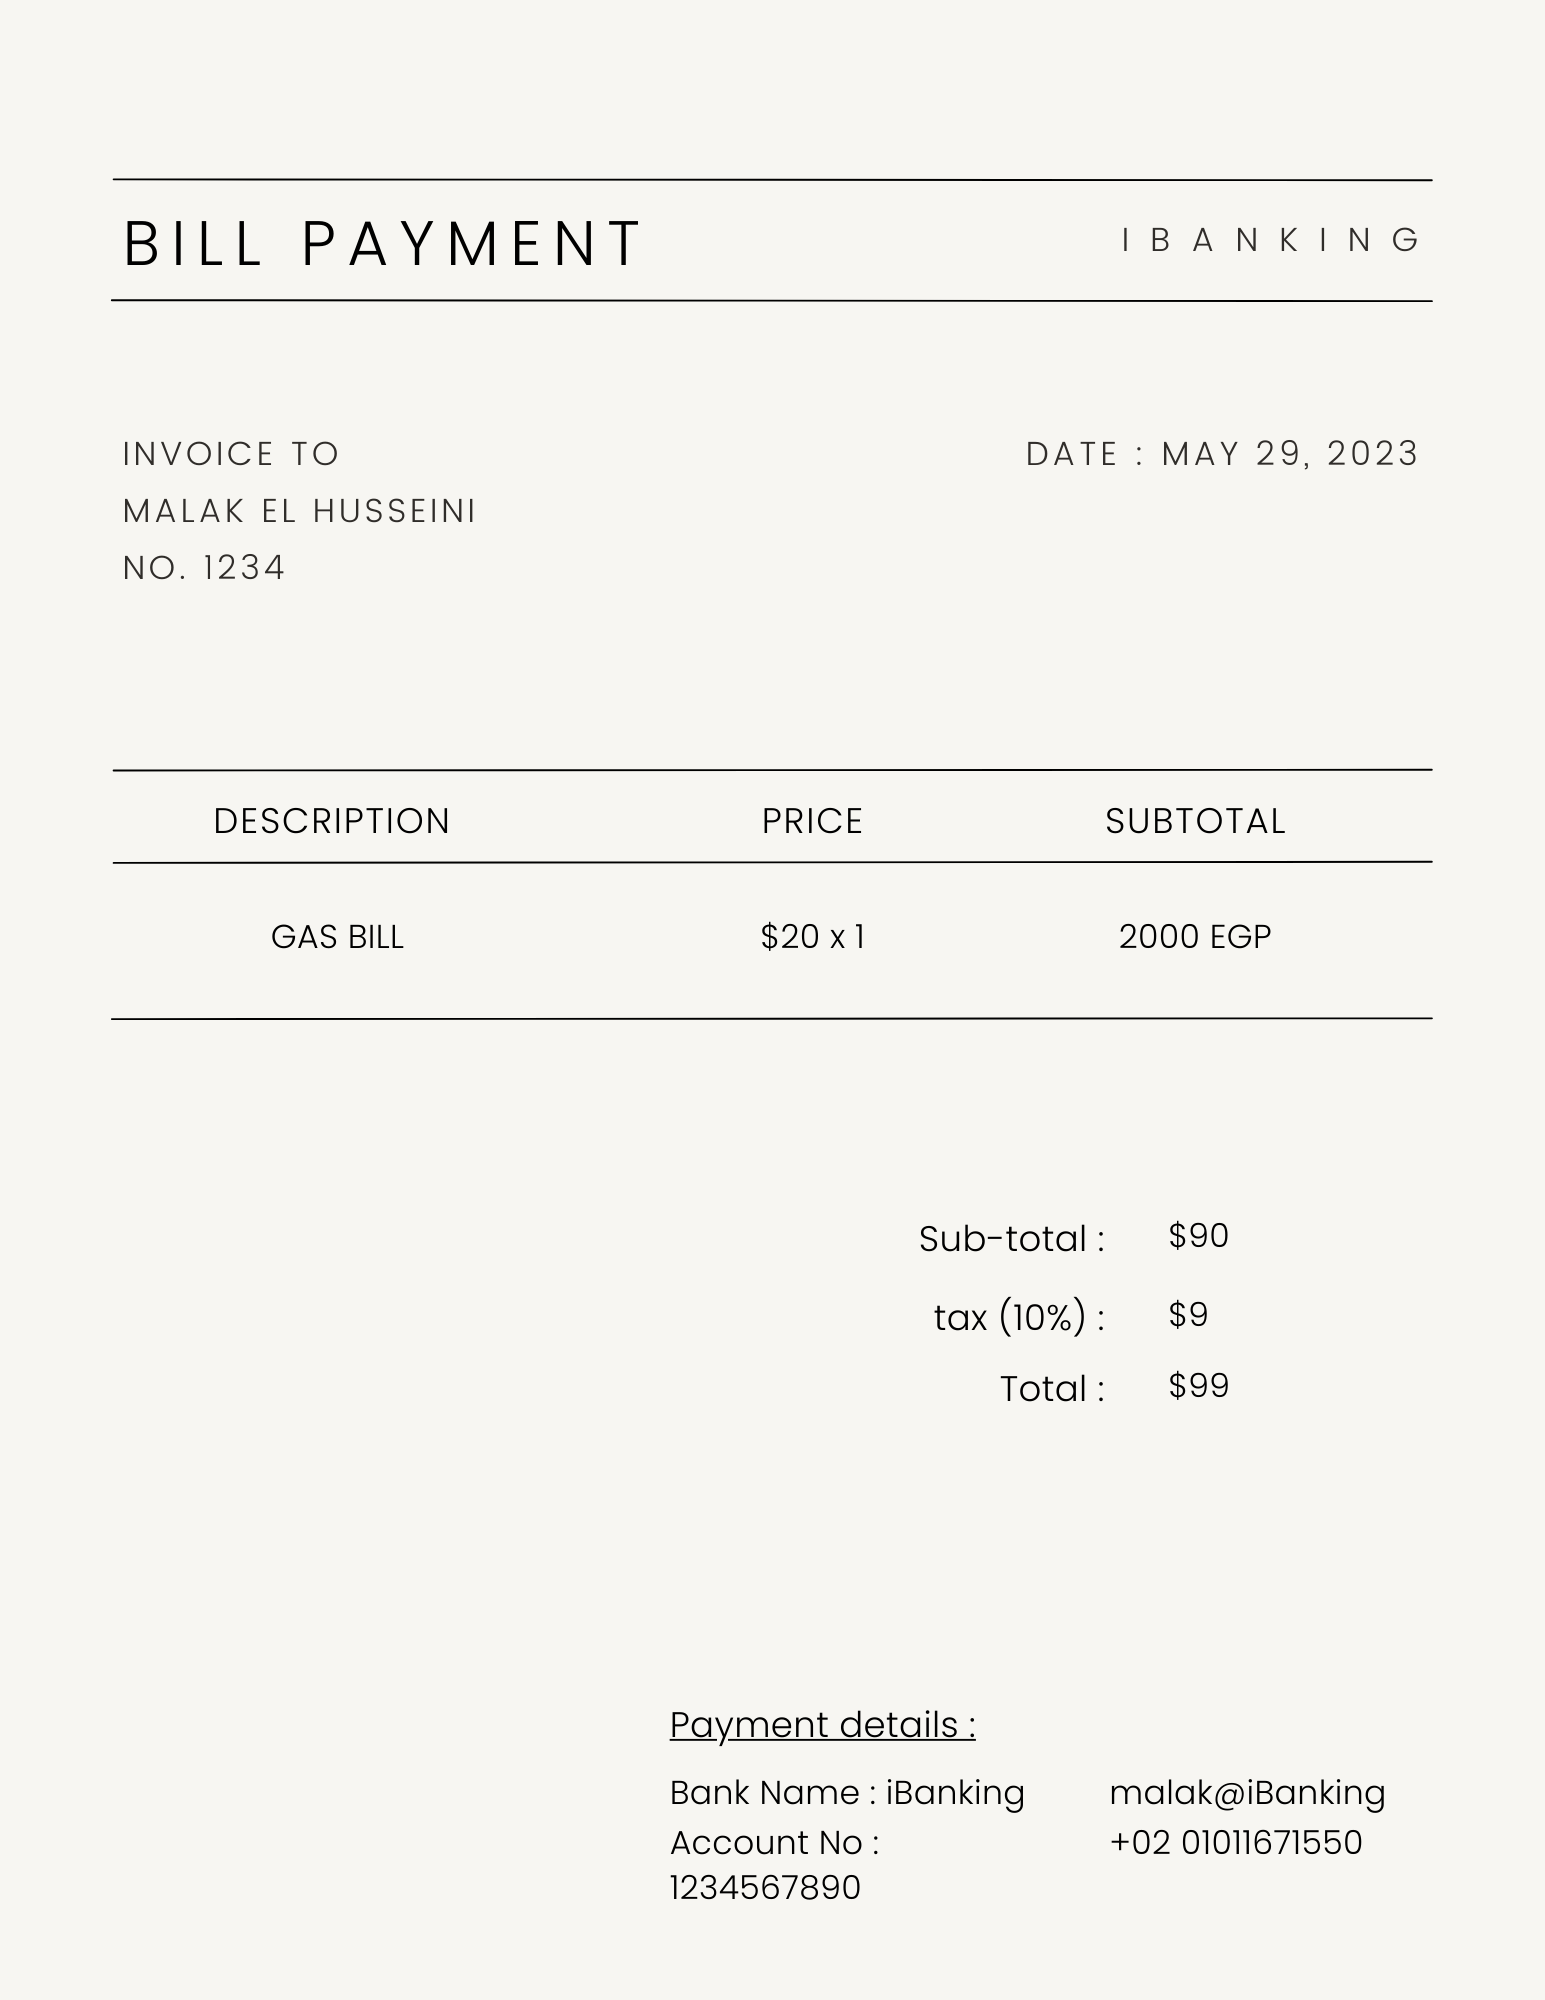 BILL PAYMENT
IBANKING
INVOICE TO
MALAK EL HUSSEINI
NO. 1234
DATE : MAY 29, 2023
DESCRIPTION PRICE SUBTOTAL
GAS BILL $20 x 1 2000 EGP
Sub-total : $90
tax (10%) : $9
Total : $99
Payment details :
Bank Name : iBanking
Account No :
1234567890
malak@iBanking
+02 01011671550